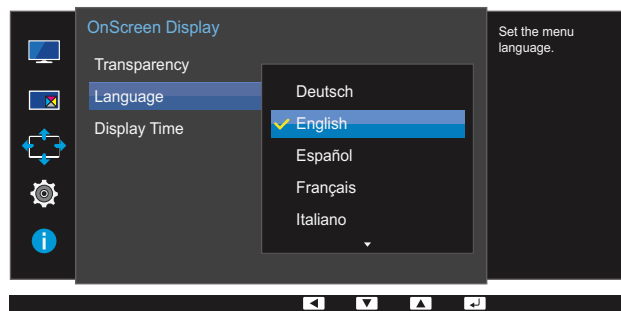 OnScreen Display
Transparency
Language
Display Time
Deutsch
English
Español
Français
Italiano
Set the menu
language.